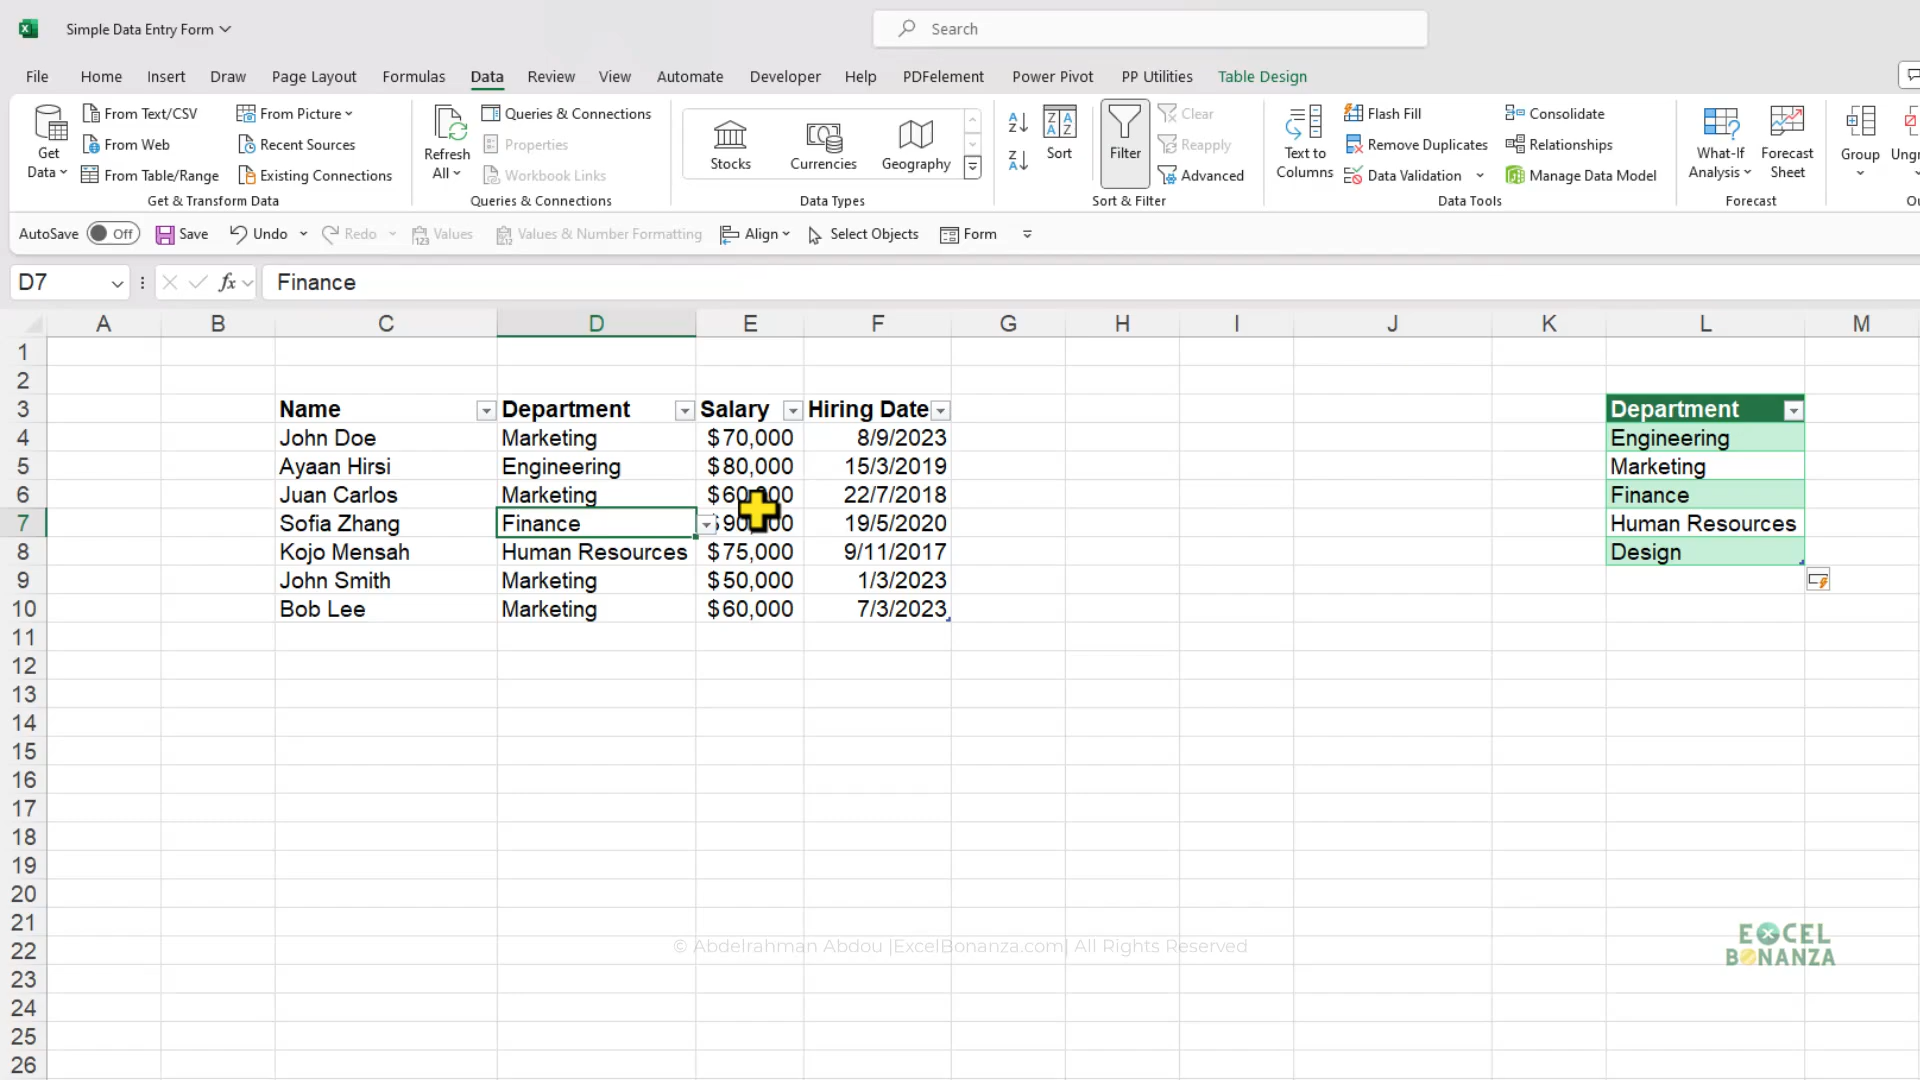 Simple Data Entry Form
Search
File Home Insert Draw Page Layout Formulas Data Review View Automate Developer Help PDFelement Power Pivot PP Utilities Table Design
Get Data
From Text/CSV
From Web
From Table/Range
From Picture
Recent Sources
Existing Connections
Get & Transform Data
Refresh All
Queries & Connections
Properties
Workbook Links
Queries & Connections
Stocks Currencies Geography
Data Types
Sort
Filter
Clear
Reapply
Advanced
Sort & Filter
Text to Columns
Flash Fill
Remove Duplicates
Data Validation
Consolidate
Relationships
Manage Data Model
Data Tools
What-If Analysis
Forecast Sheet
Forecast
Group
AutoSave Off Save Undo Redo Values Values & Number Formatting Align Select Objects Form
D7 fx Finance
A B C D E F G H I J K L M
1
2
3 Name Department Salary Hiring Date Department
4 John Doe Marketing $70,000 8/9/2023 Engineering
5 Ayaan Hirsi Engineering $80,000 15/3/2019 Marketing
6 Juan Carlos Marketing 22/7/2018 Finance
7 Sofia Zhang Finance 19/5/2020 Human Resources
8 Kojo Mensah Human Resources $75,000 9/11/2017 Design
9 John Smith Marketing $50,000 1/3/2023
10 Bob Lee Marketing $60,000 7/3/2023
11
12
13
14
15
16
17
18
19
20
21
22
23
24
25
26
© Abdelrahman Abdou |ExcelBonanza.com| All Rights Reserved
EXCEL
BONANZA